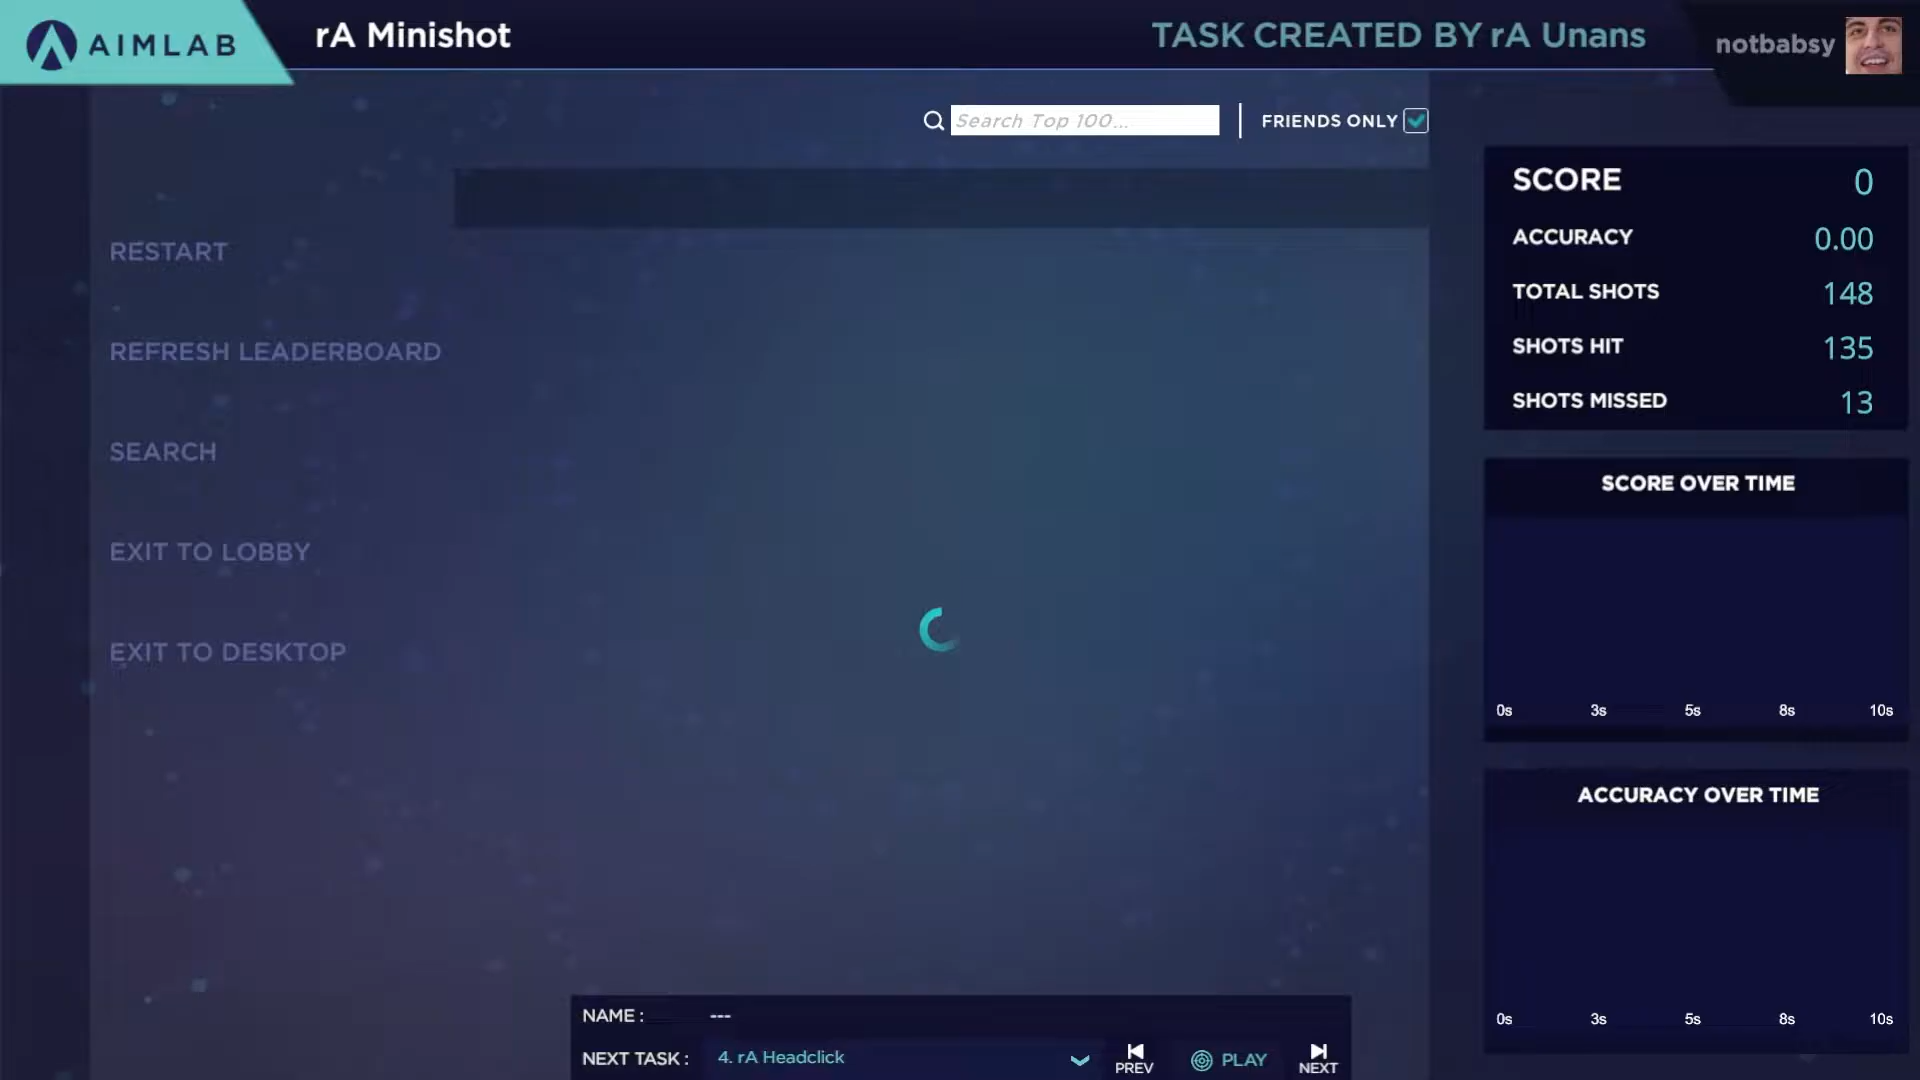 AIMLAB
rA Minishot
TASK CREATED BY rA Unans
notbabsy
Search Top 100...
FRIENDS ONLY
RESTART
REFRESH LEADERBOARD
SEARCH
EXIT TO LOBBY
EXIT TO DESKTOP
SCORE 0
ACCURACY 0.00
TOTAL SHOTS 148
SHOTS HIT 135
SHOTS MISSED 13
SCORE OVER TIME
0s 3s 5s 8s 10s
ACCURACY OVER TIME
0s 3s 5s 8s 10s
NAME : ---
NEXT TASK : 4. rA Headclick
PREV
PLAY
NEXT